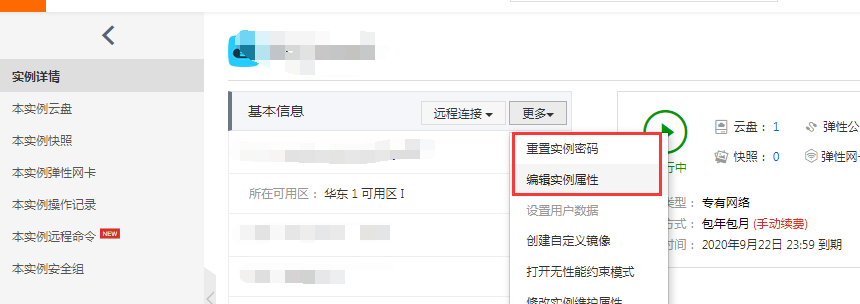 实例详情
本实例云盘
本实例快照
本实例弹性网卡
本实例操作记录
本实例远程命令 NEW
本实例安全组
基本信息
远程连接
更多
重置实例密码
编辑实例属性
设置用户数据
创建自定义镜像
打开无性能约束模式
修改实例维护属性
所在可用区： 华东 1 可用区 I
云盘： 1
弹性公
快照： 0
弹性网
行中
类型： 专有网络
方式： 包年包月 (手动续费)
时间： 2020年9月22日 23:59 到期